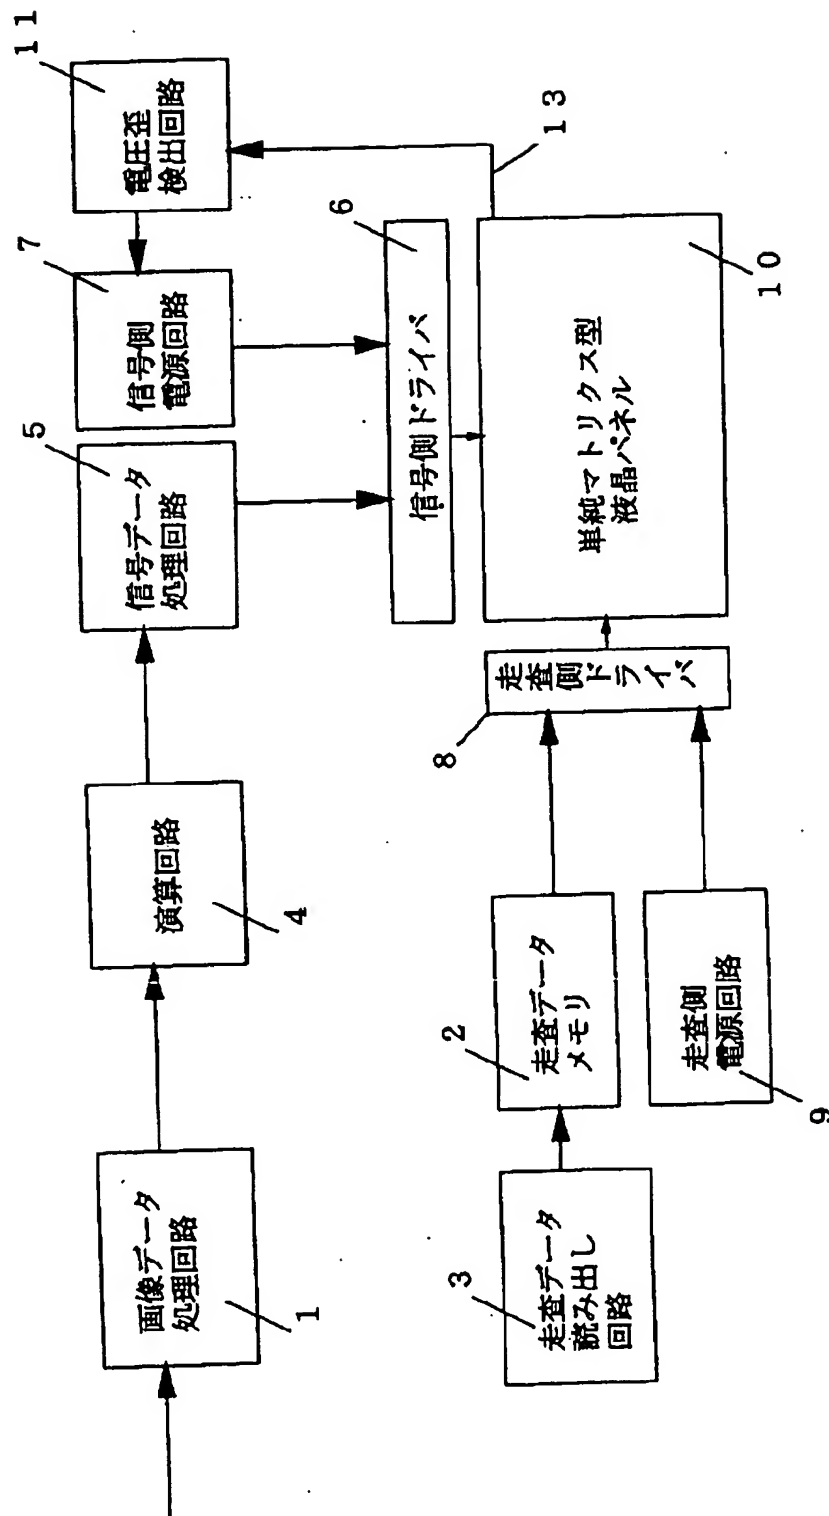 画像データ
処理回路
1
演算回路
4
信号データ
処理回路
5
信号側
電源回路
7
電圧歪
検出回路
11
信号側ドライバ
6
13
単純マトリクス型
液晶パネル
10
走査側ドライバ
8
走査データ
メモリ
2
走査側
電源回路
9
走査データ
読み出し
回路
3